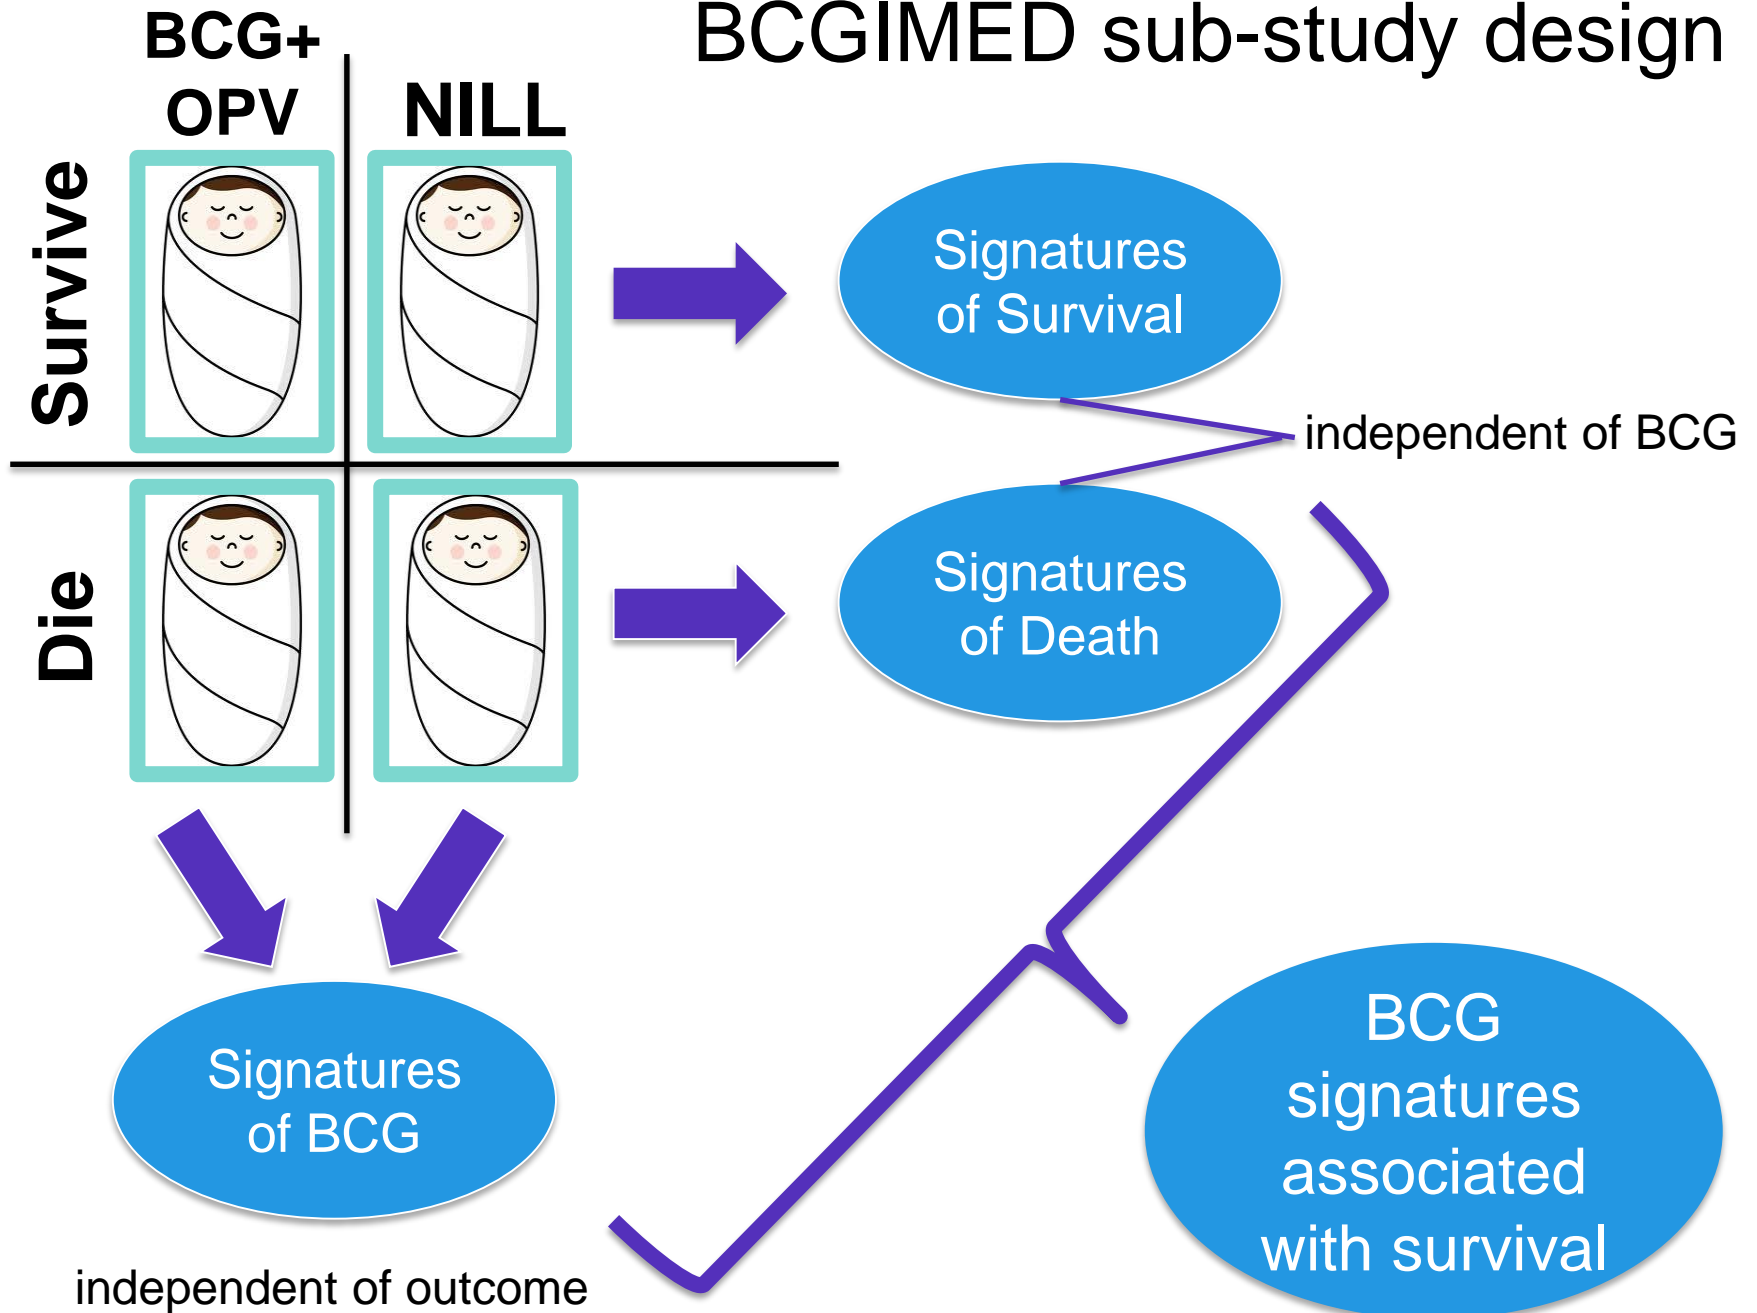 BCGIMED sub-study design
BCG+
OPV
NILL
Survive
Die
Signatures
of Survival
independent of BCG
Signatures
of Death
Signatures
of BCG
independent of outcome
BCG
signatures
associated
with survival